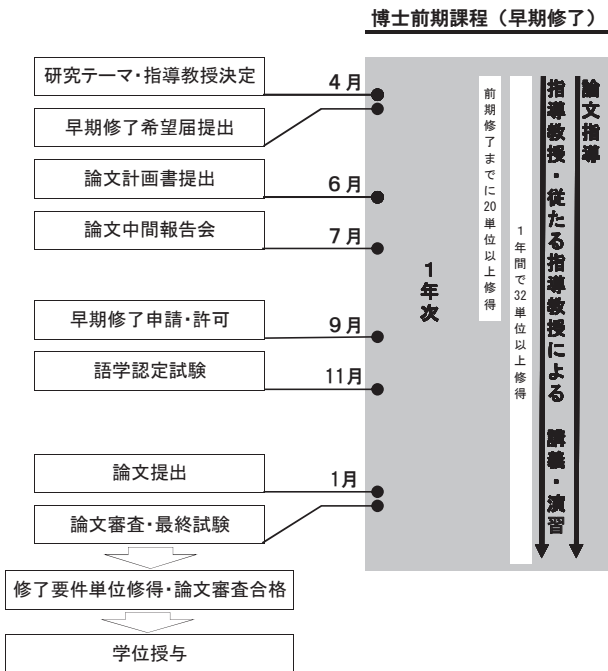 博士前期課程（早期修了）
研究テーマ・指導教授決定
4月
早期修了希望届提出
論文計画書提出
6月
論文中間報告会
7月
早期修了申請・許可
9月
語学認定試験
11月
論文提出
1月
論文審査・最終試験
修了要件単位修得・論文審査合格
学位授与
1年次
前期修了までに20単位以上修得
1年間で32単位以上修得
指導教授・従たる指導教授による 講義・演習
論文指導